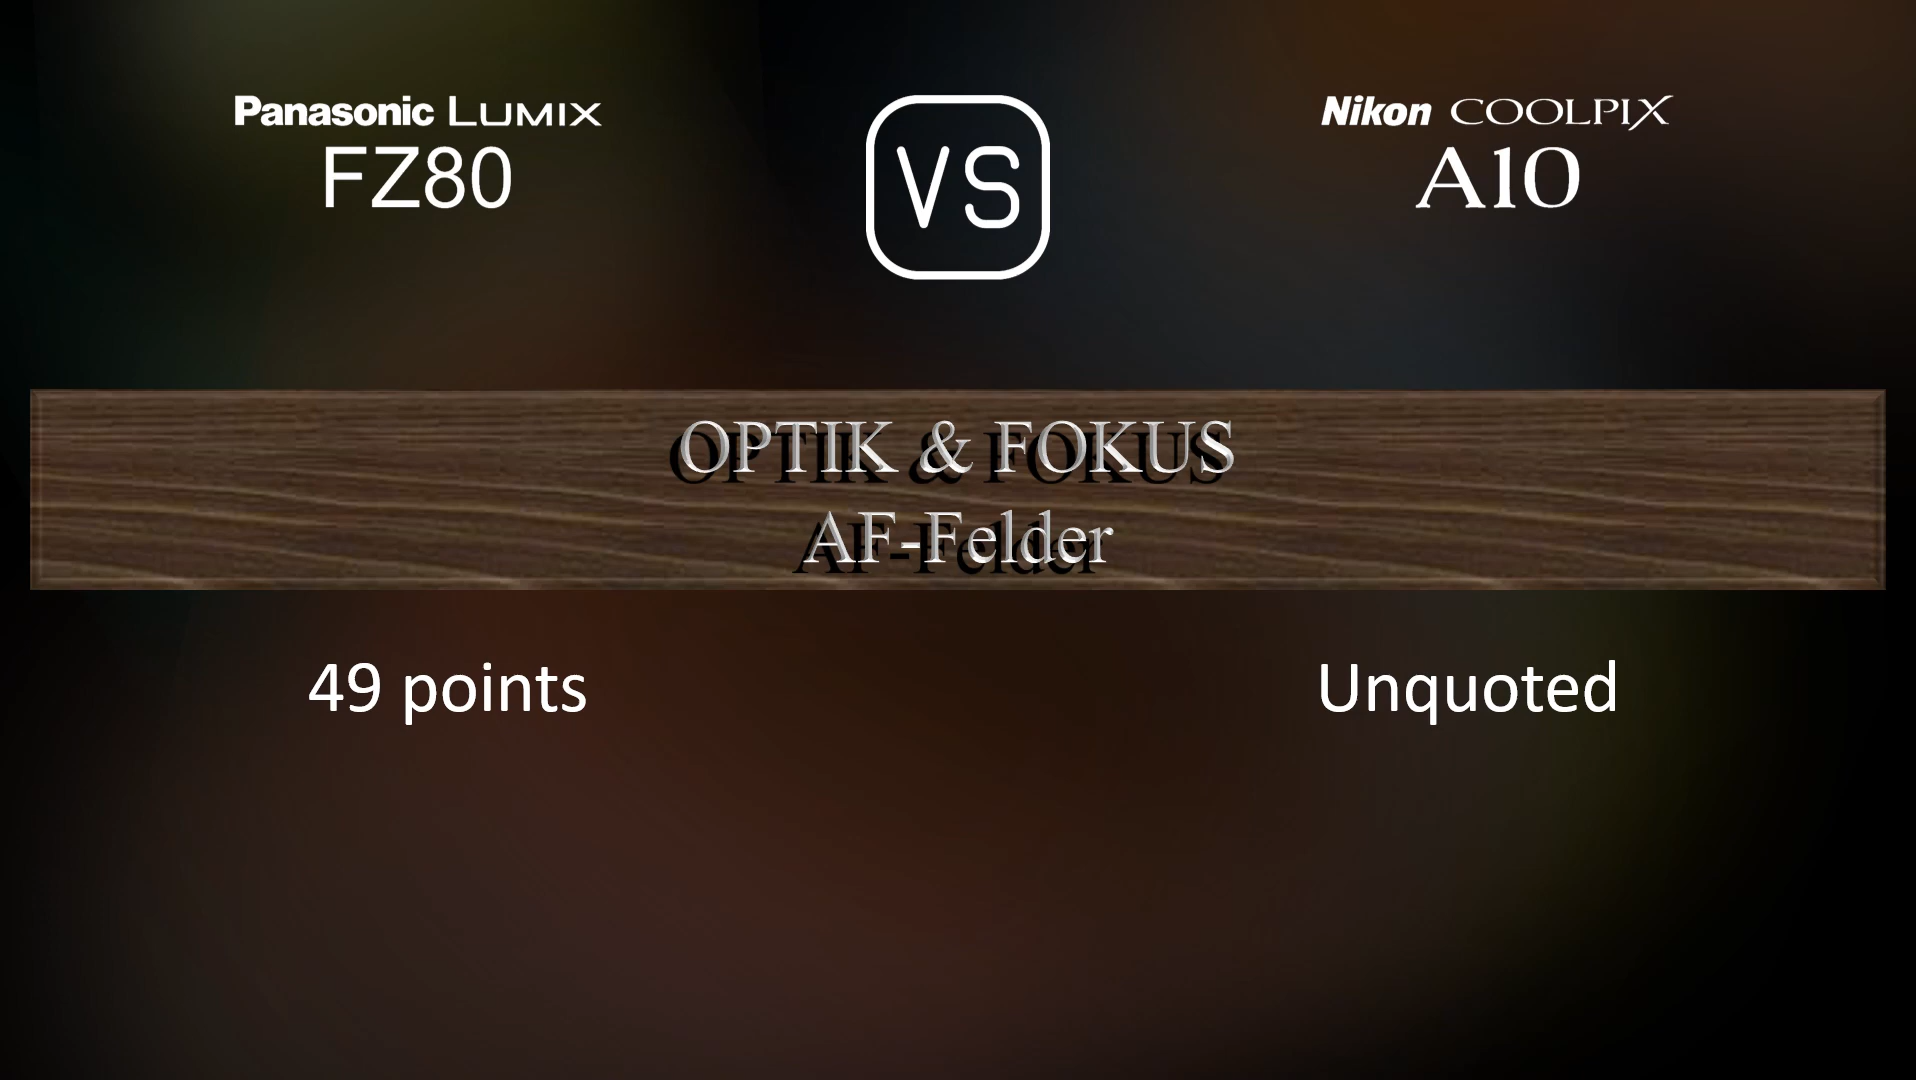 Panasonic LUMIX
FZ80
VS
Nikon COOLPIX
A10
OPTIK & FOKUS
AF-Felder
49 points
Unquoted